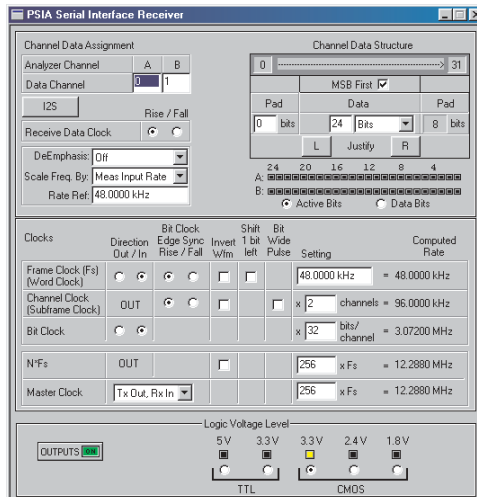 PSIA Serial Interface Receiver
Channel Data Assignment
Analyzer Channel A B
Data Channel 0 1
I2S
Rise / Fall
Receive Data Clock
DeEmphasis: Off
Scale Freq. By: Meas Input Rate
Rate Ref: 48.0000 kHz
Channel Data Structure
0 31
MSB First
Pad Data Pad
0 bits 24 Bits 8 bits
L Justify R
24 20 16 12 8 4
A:
B:
Active Bits Data Bits
Clocks
Direction Out / In
Bit Clock Edge Sync Rise / Fall
Invert Wfm
Shift 1 bit left
Bit Wide Pulse
Setting
Computed Rate
Frame Clock (Fs) (Word Clock) 48.0000 kHz = 48.0000 kHz
Channel Clock (Subframe Clock) OUT x 2 channels = 96.0000 kHz
Bit Clock x 32 bits/channel = 3.07200 MHz
N*Fs OUT 256 x Fs = 12.2880 MHz
Master Clock Tx Out, Rx In 256 x Fs = 12.2880 MHz
Logic Voltage Level
OUTPUTS ON
5 V 3.3 V 3.3 V 2.4 V 1.8 V
TTL CMOS